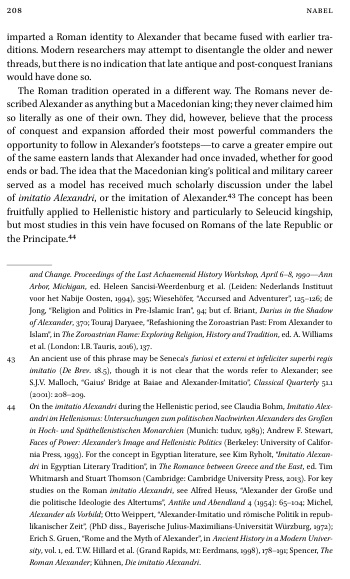 208 NABEL
imparted a Roman identity to Alexander that became fused with earlier tra-
ditions. Modern researchers may attempt to disentangle the older and newer
threads, but there is no indication that late antique and post-conquest Iranians
would have done so.
The Roman tradition operated in a different way. The Romans never de-
scribed Alexander as anything but a Macedonian king; they never claimed him
so literally as one of their own. They did, however, believe that the process
of conquest and expansion afforded their most powerful commanders the
opportunity to follow in Alexander's footsteps—to carve a greater empire out
of the same eastern lands that Alexander had once invaded, whether for good
ends or bad. The idea that the Macedonian king's political and military career
served as a model has received much scholarly discussion under the label
of imitatio Alexandri, or the imitation of Alexander.43 The concept has been
fruitfully applied to Hellenistic history and particularly to Seleucid kingship,
but most studies in this vein have focused on Romans of the late Republic or
the Principate.44
and Change. Proceedings of the Last Achaemenid History Workshop, April 6–8, 1990—Ann
Arbor, Michigan, ed. Heleen Sancisi-Weerdenburg et al. (Leiden: Nederlands Instituut
voor het Nabije Oosten, 1994), 395; Wiesehöfer, "Accursed and Adventurer", 125–126; de
Jong, "Religion and Politics in Pre-Islamic Iran", 94; but cf. Briant, Darius in the Shadow
of Alexander, 370; Touraj Daryaee, "Refashioning the Zoroastrian Past: From Alexander to
Islam", in The Zoroastrian Flame: Exploring Religion, History and Tradition, ed. A. Williams
et al. (London: I.B. Tauris, 2016), 137.
43 An ancient use of this phrase may be Seneca's furiosi et externi et infeliciter superbi regis
imitatio (De Brev. 18.5), though it is not clear that the words refer to Alexander; see
S.J.V. Malloch, "Gaius' Bridge at Baiae and Alexander-Imitatio", Classical Quarterly 51.1
(2001): 208–209.
44 On the imitatio Alexandri during the Hellenistic period, see Claudia Bohm, Imitatio Alex-
andri im Hellenismus: Untersuchungen zum politischen Nachwirken Alexanders des Großen
in Hoch- und Späthellenistischen Monarchien (Munich: tuduv, 1989); Andrew F. Stewart,
Faces of Power: Alexander's Image and Hellenistic Politics (Berkeley: University of Califor-
nia Press, 1993). For the concept in Egyptian literature, see Kim Ryholt, "Imitatio Alexan-
dri in Egyptian Literary Tradition", in The Romance between Greece and the East, ed. Tim
Whitmarsh and Stuart Thomson (Cambridge: Cambridge University Press, 2013). For key
studies on the Roman imitatio Alexandri, see Alfred Heuss, "Alexander der Große und
die politische Ideologie des Altertums", Antike und Abendland 4 (1954): 65–104; Michel,
Alexander als Vorbild; Otto Weippert, "Alexander-Imitatio und römische Politik in repub-
likanischer Zeit", (PhD diss., Bayerische Julius-Maximilians-Universität Würzburg, 1972);
Erich S. Gruen, "Rome and the Myth of Alexander", in Ancient History in a Modern Univer-
sity, vol. 1, ed. T.W. Hillard et al. (Grand Rapids, MI: Eerdmans, 1998), 178–191; Spencer, The
Roman Alexander; Kühnen, Die imitatio Alexandri.